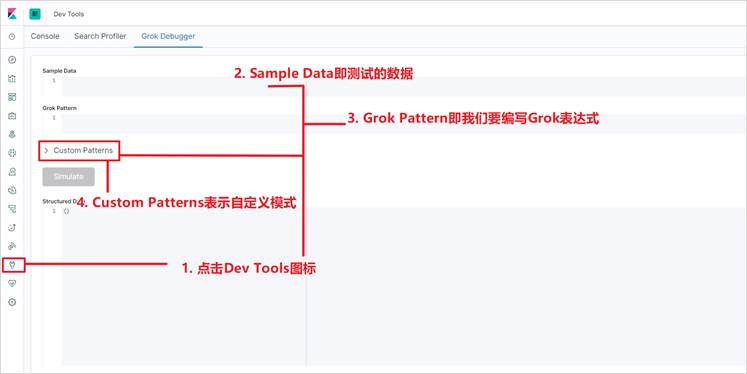 Dev Tools
Console Search Profiler Grok Debugger
Sample Data
1
2. Sample Data即测试的数据
Grok Pattern
1
3. Grok Pattern即我们要编写Grok表达式
Custom Patterns
Simulate
4. Custom Patterns表示自定义模式
Structured D
1 {}
1. 点击Dev Tools图标